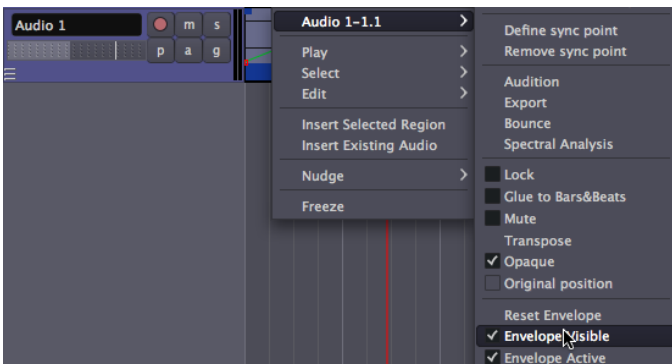 Audio 1
m
s
p
a
g
Audio 1-1.1
Play
Select
Edit
Insert Selected Region
Insert Existing Audio
Nudge
Freeze
Define sync point
Remove sync point
Audition
Export
Bounce
Spectral Analysis
Lock
Glue to Bars&Beats
Mute
Transpose
Opaque
Original position
Reset Envelope
Envelope Visible
Envelope Active